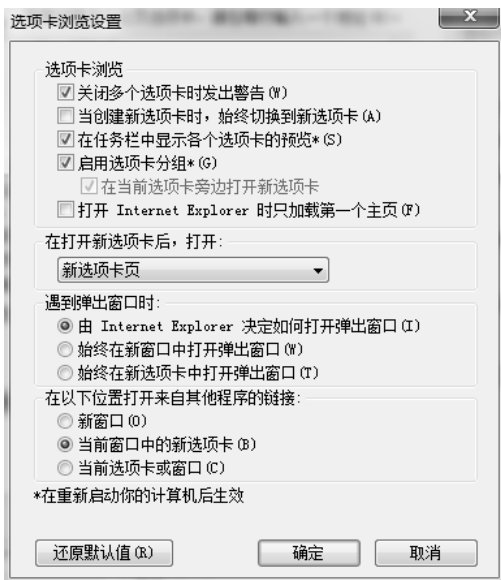 选项卡浏览设置
选项卡浏览
关闭多个选项卡时发出警告(W)
当创建新选项卡时，始终切换到新选项卡(A)
在任务栏中显示各个选项卡的预览*(S)
启用选项卡分组*(G)
在当前选项卡旁边打开新选项卡
打开 Internet Explorer 时只加载第一个主页(F)
在打开新选项卡后，打开:
新选项卡页
遇到弹出窗口时:
由 Internet Explorer 决定如何打开弹出窗口(I)
始终在新窗口中打开弹出窗口(W)
始终在新选项卡中打开弹出窗口(T)
在以下位置打开来自其他程序的链接:
新窗口(O)
当前窗口中的新选项卡(B)
当前选项卡或窗口(C)
*在重新启动你的计算机后生效
还原默认值(R)
确定
取消